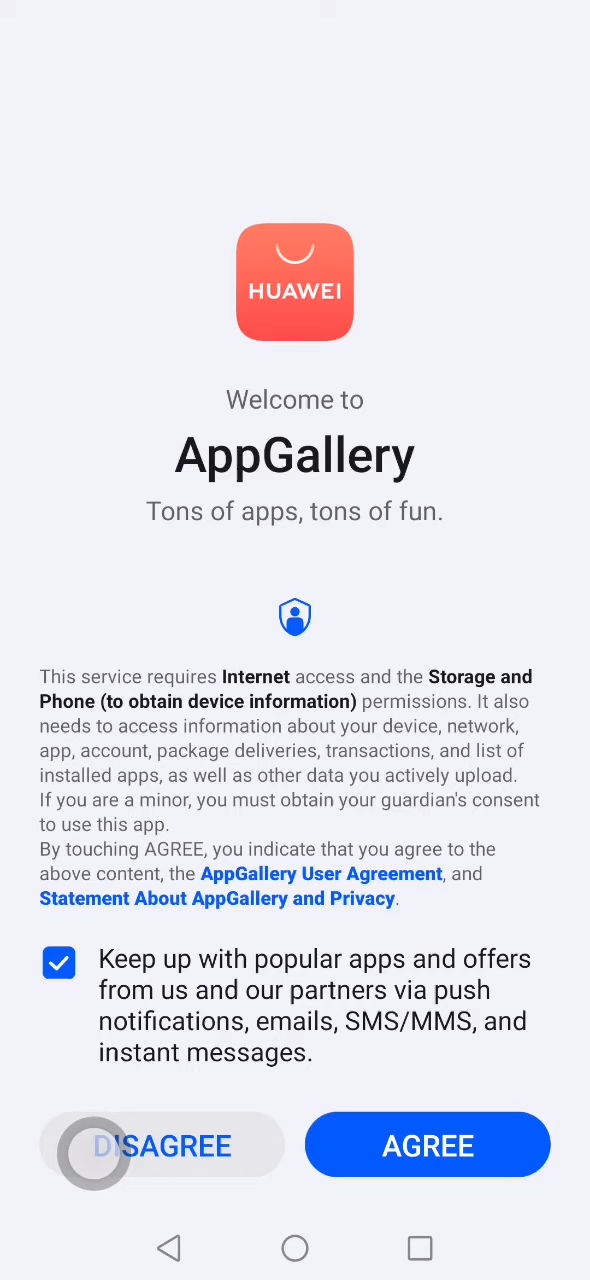 HUAWEI
Welcome to
AppGallery
Tons of apps, tons of fun.
This service requires Internet access and the Storage and
Phone (to obtain device information) permissions. It also
needs to access information about your device, network,
app, account, package deliveries, transactions, and list of
installed apps, as well as other data you actively upload.
If you are a minor, you must obtain your guardian's consent
to use this app.
By touching AGREE, you indicate that you agree to the
above content, the AppGallery User Agreement, and
Statement About AppGallery and Privacy.
Keep up with popular apps and offers
from us and our partners via push
notifications, emails, SMS/MMS, and
instant messages.
DISAGREE AGREE